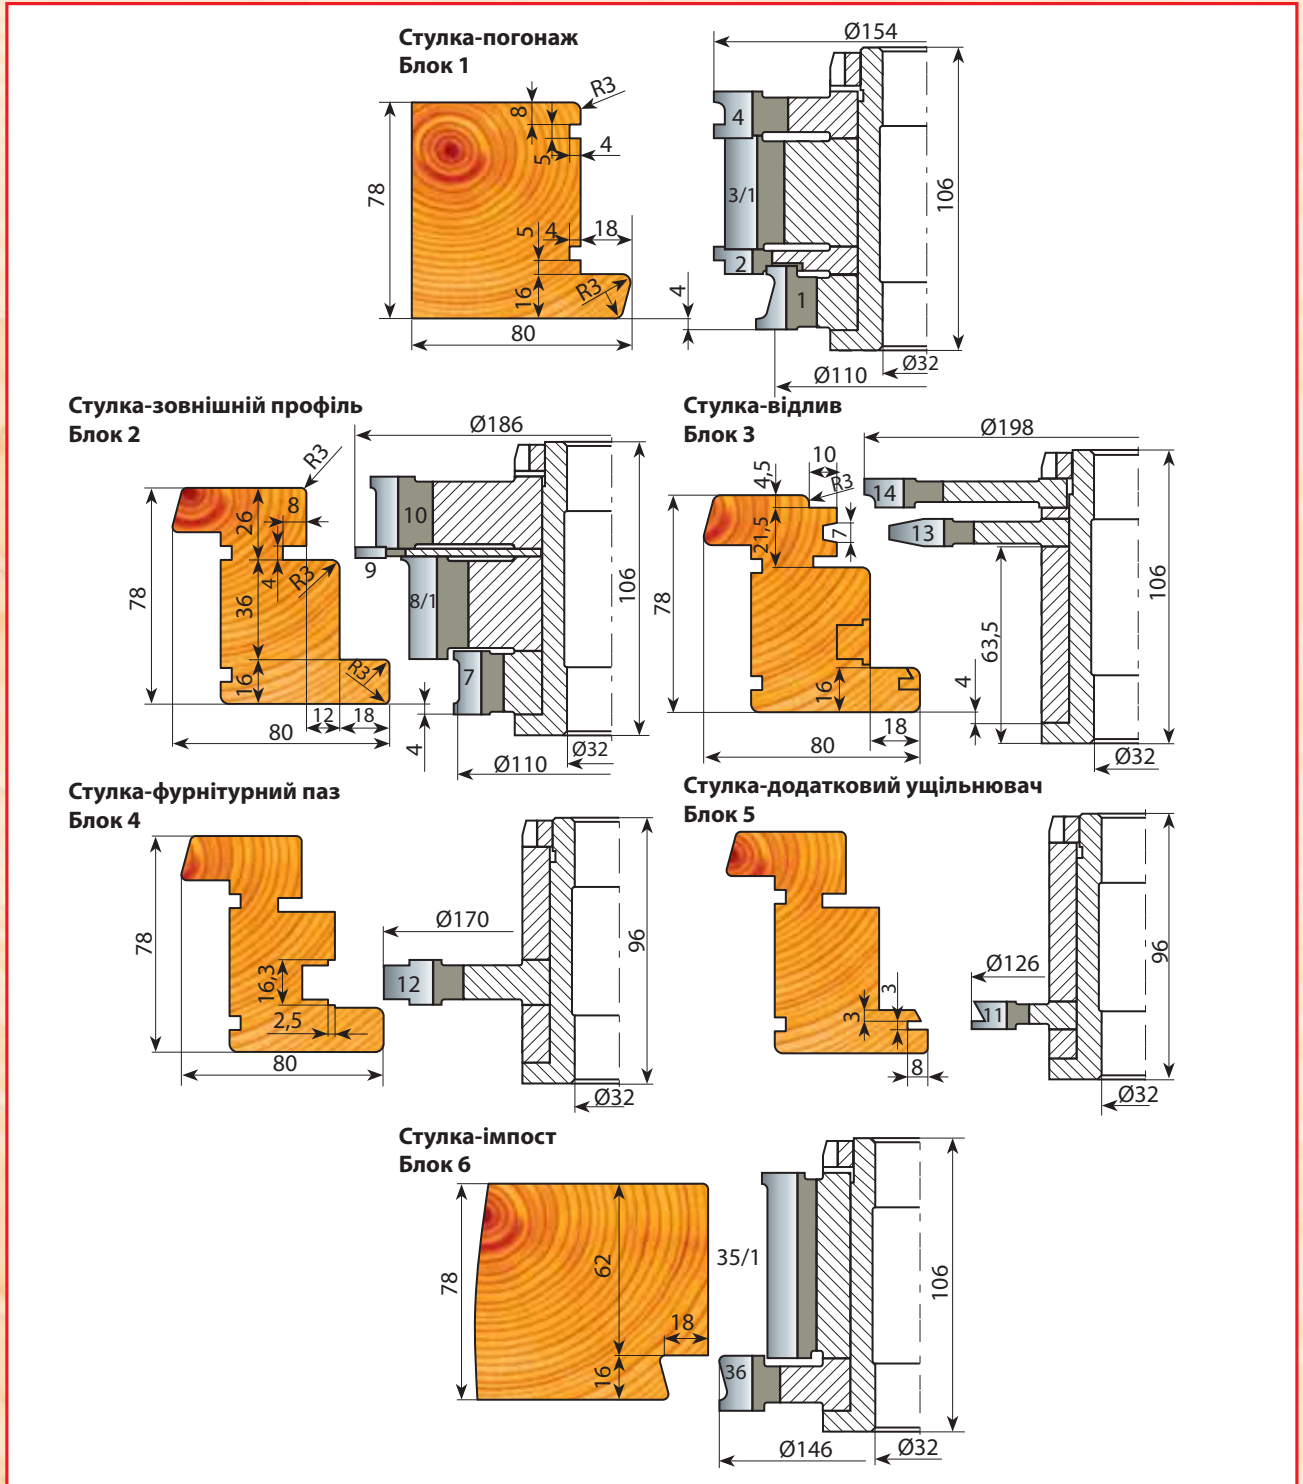 Стулка-погонаж
Блок 1
Ø154
R3
8
5
4
78
5
4
18
16
R3
80
4
4
3/1
2
1
106
Ø32
Ø110
Стулка-зовнішній профіль
Блок 2
R3
8
26
4
R3
36
78
R3
16
12
18
80
Ø186
10
9
8/1
7
106
4
Ø32
Ø110
Стулка-відлив
Блок 3
10
4,5
R3
21,5
7
78
16
18
80
Ø198
14
13
63,5
4
106
Ø32
Стулка-фурнітурний паз
Блок 4
78
16,3
2,5
80
Ø170
12
96
Ø32
Стулка-додатковий ущільнювач
Блок 5
3
3
8
Ø126
11
96
Ø32
Стулка-імпост
Блок 6
78
62
18
16
35/1
36
106
Ø146
Ø32